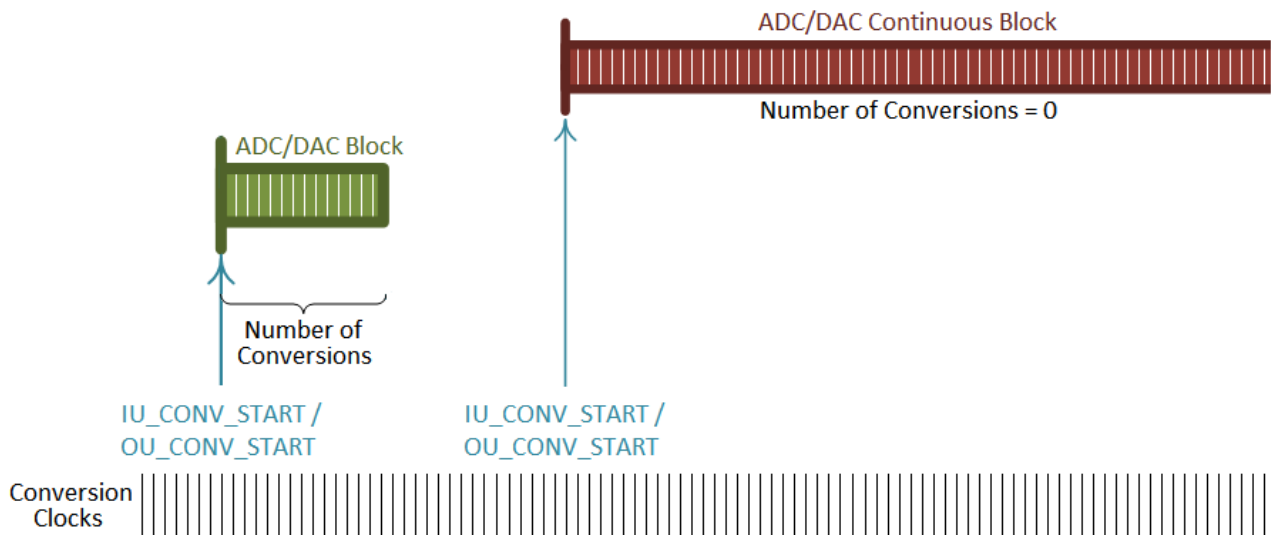 ADC/DAC Continuous Block
Number of Conversions = 0
ADC/DAC Block
Number of
Conversions
IU_CONV_START /
OU_CONV_START
IU_CONV_START /
OU_CONV_START
Conversion
Clocks